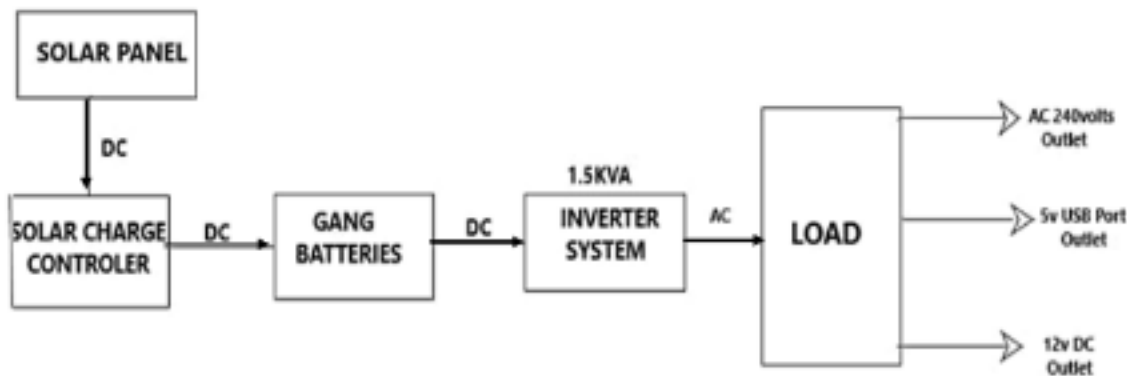 SOLAR PANEL
DC
SOLAR CHARGE
CONTROLER
DC
GANG
BATTERIES
DC
1.5KVA
INVERTER
SYSTEM
AC
LOAD
AC 240volts
Outlet
5v USB Port
Outlet
12v DC
Outlet